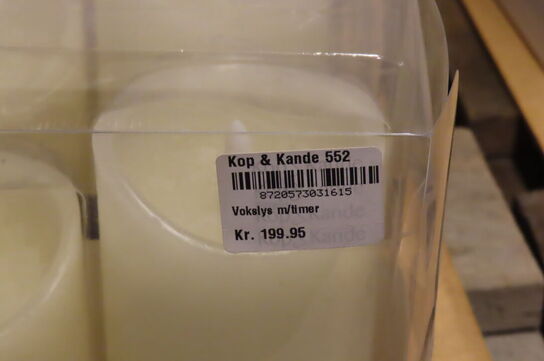 Kop & Kande 552
8720573031615
Vokslys m/timer
Kr. 199.95